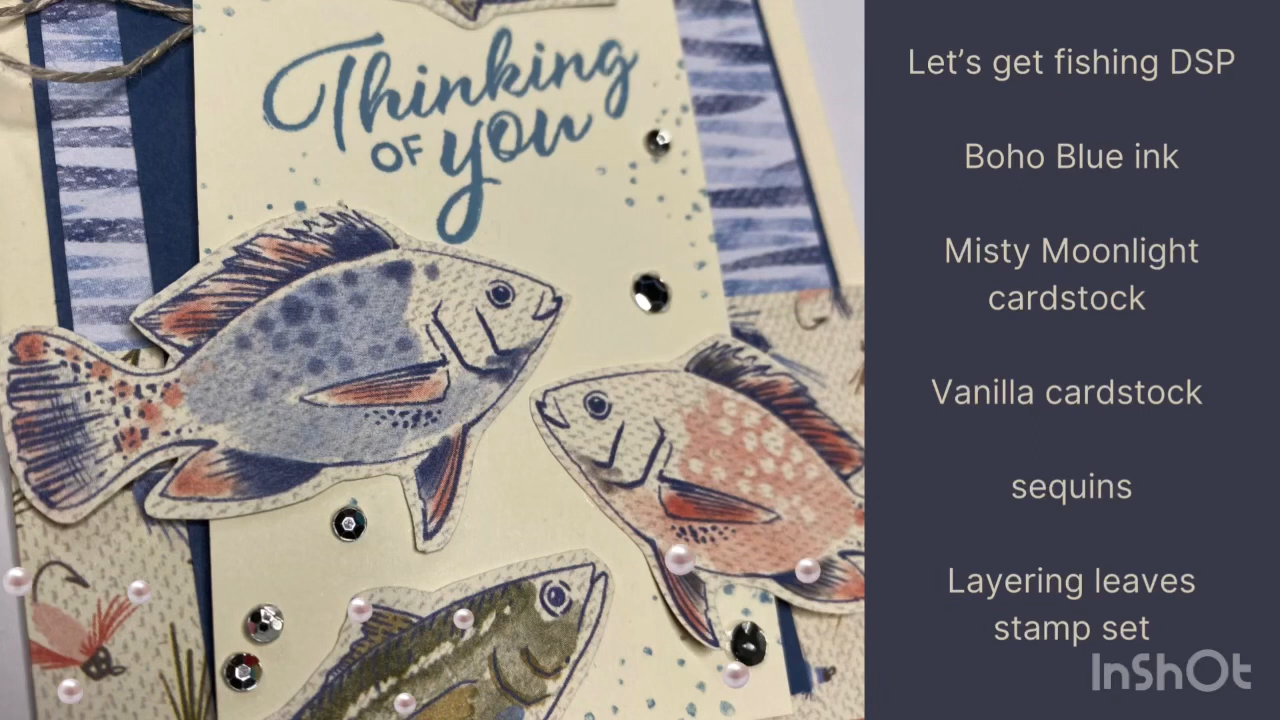 Thinking
OF you
Let’s get fishing DSP
Boho Blue ink
Misty Moonlight
cardstock
Vanilla cardstock
sequins
Layering leaves
stamp set
InShOt